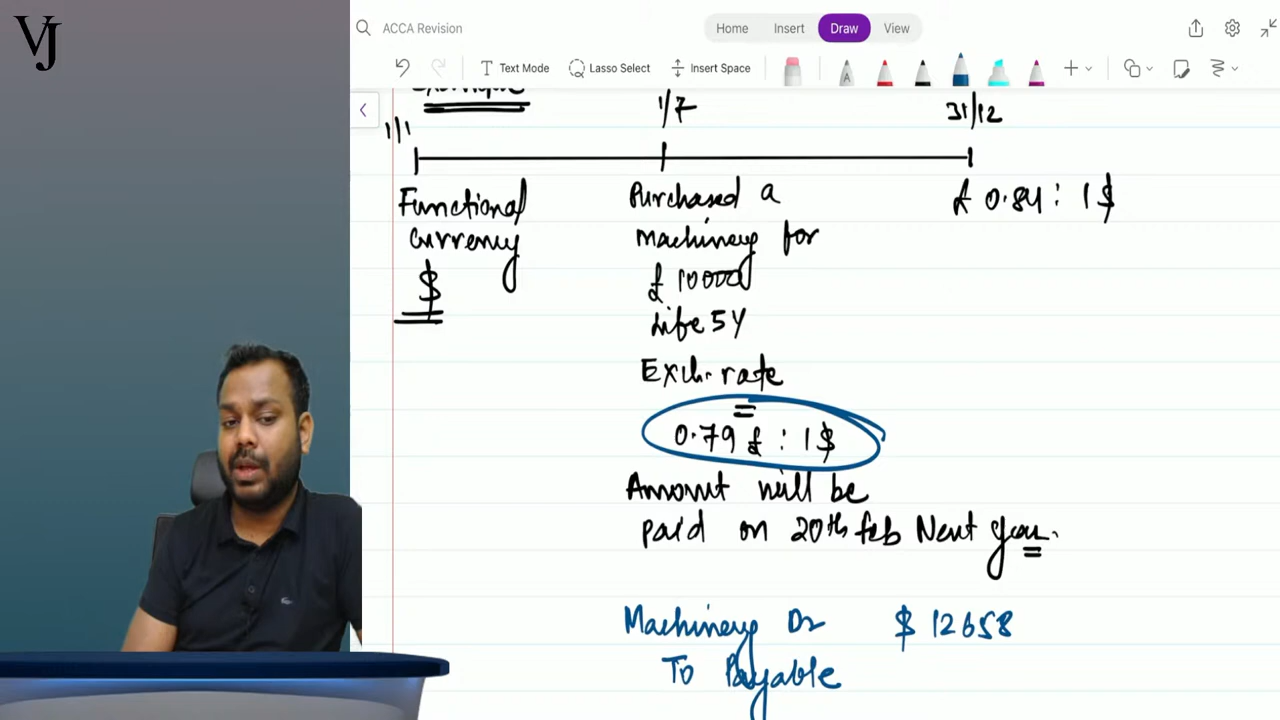 VJ
ACCA Revision
Home Insert Draw View
Text Mode Lasso Select Insert Space
Example
1/1 1/7 31/12
Functional
currency
$
Purchased a
Machinery for
£ 10000
Life 5Y
Exch. rate
0.79 £ : 1 $
Amount will be
paid on 20th feb Next year.
£ 0.84 : 1 $
Machinery Dr $ 12658
To Payable